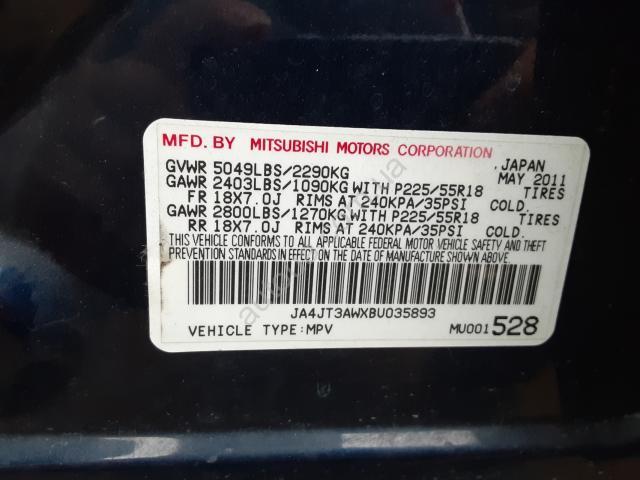 MFD. BY MITSUBISHI MOTORS CORPORATION
GVWR 5049LBS/2290KG JAPAN
GAWR 2403LBS/1090KG WITH P225/55R18 MAY 2011 TIRES
FR 18X7.0J RIMS AT 240KPA/35PSI COLD.
GAWR 2800LBS/1270KG WITH P225/55R18 TIRES
RR 18X7.0J RIMS AT 240KPA/35PSI COLD.
THIS VEHICLE CONFORMS TO ALL APPLICABLE FEDERAL MOTOR VEHICLE SAFETY AND THEFT
PREVENTION STANDARDS IN EFFECT ON THE DATE OF MANUFACTURE SHOWN ABOVE.
JA4JT3AWXBU035893
VEHICLE TYPE:MPV MU001 528